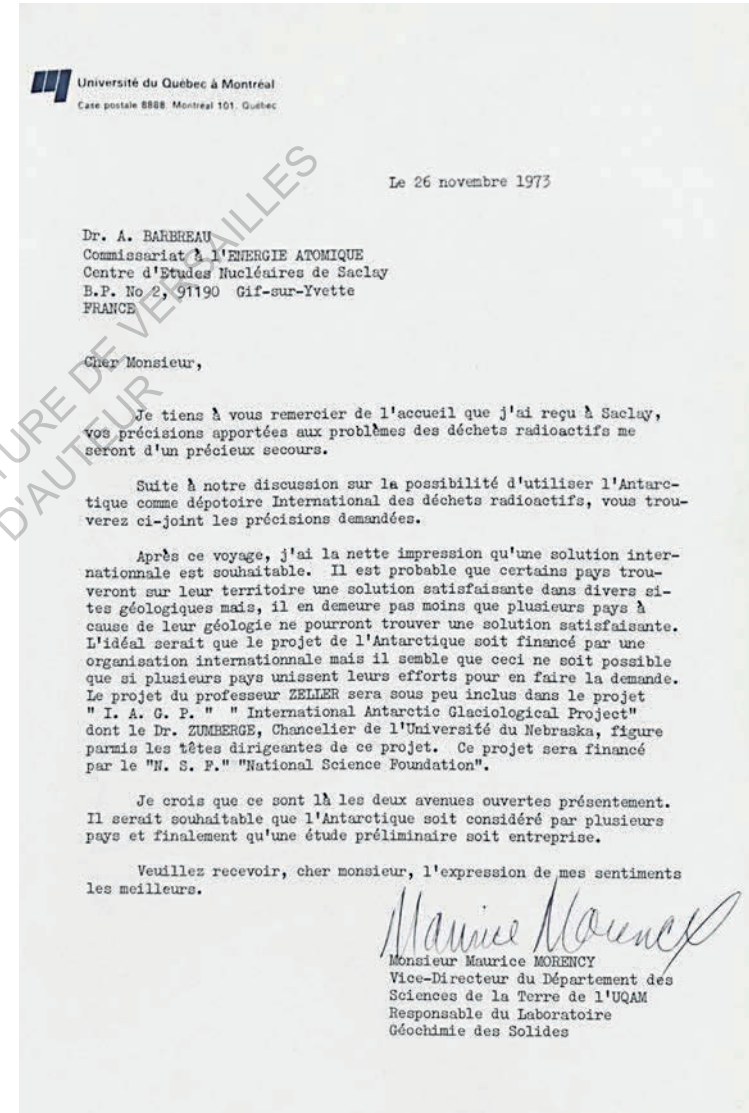 Université du Québec à Montréal
Case postale 8888. Montréal 101. Québec
Le 26 novembre 1973
Dr. A. BARBREAU
Commissariat à l'ENERGIE ATOMIQUE
Centre d'Etudes Nucléaires de Saclay
B.P. No 2, 91190 Gif-sur-Yvette
FRANCE
Cher Monsieur,
Je tiens à vous remercier de l'accueil que j'ai reçu à Saclay,
vos précisions apportées aux problèmes des déchets radioactifs me
seront d'un précieux secours.
Suite à notre discussion sur la possibilité d'utiliser l'Antarc-
tique comme dépotoire International des déchets radioactifs, vous trou-
verez ci-joint les précisions demandées.
Après ce voyage, j'ai la nette impression qu'une solution inter-
nationnale est souhaitable. Il est probable que certains pays trou-
veront sur leur territoire une solution satisfaisante dans divers si-
tes géologiques mais, il en demeure pas moins que plusieurs pays à
cause de leur géologie ne pourront trouver une solution satisfaisante.
L'idéal serait que le projet de l'Antarctique soit financé par une
organisation internationnale mais il semble que ceci ne soit possible
que si plusieurs pays unissent leurs efforts pour en faire la demande.
Le projet du professeur ZELLER sera sous peu inclus dans le projet
" I. A. G. P. " " International Antarctic Glaciological Project"
dont le Dr. ZUMBERGE, Chancelier de l'Université du Nebraska, figure
parmis les têtes dirigeantes de ce projet. Ce projet sera financé
par le "N. S. F." "National Science Foundation".
Je crois que ce sont là les deux avenues ouvertes présentement.
Il serait souhaitable que l'Antarctique soit considéré par plusieurs
pays et finalement qu'une étude préliminaire soit entreprise.
Veuillez recevoir, cher monsieur, l'expression de mes sentiments
les meilleurs.
Maurice Morency
Monsieur Maurice MORENCY
Vice-Directeur du Département des
Sciences de la Terre de l'UQAM
Responsable du Laboratoire
Géochimie des Solides
TURE DE VERSAILLES
D'AUTEUR